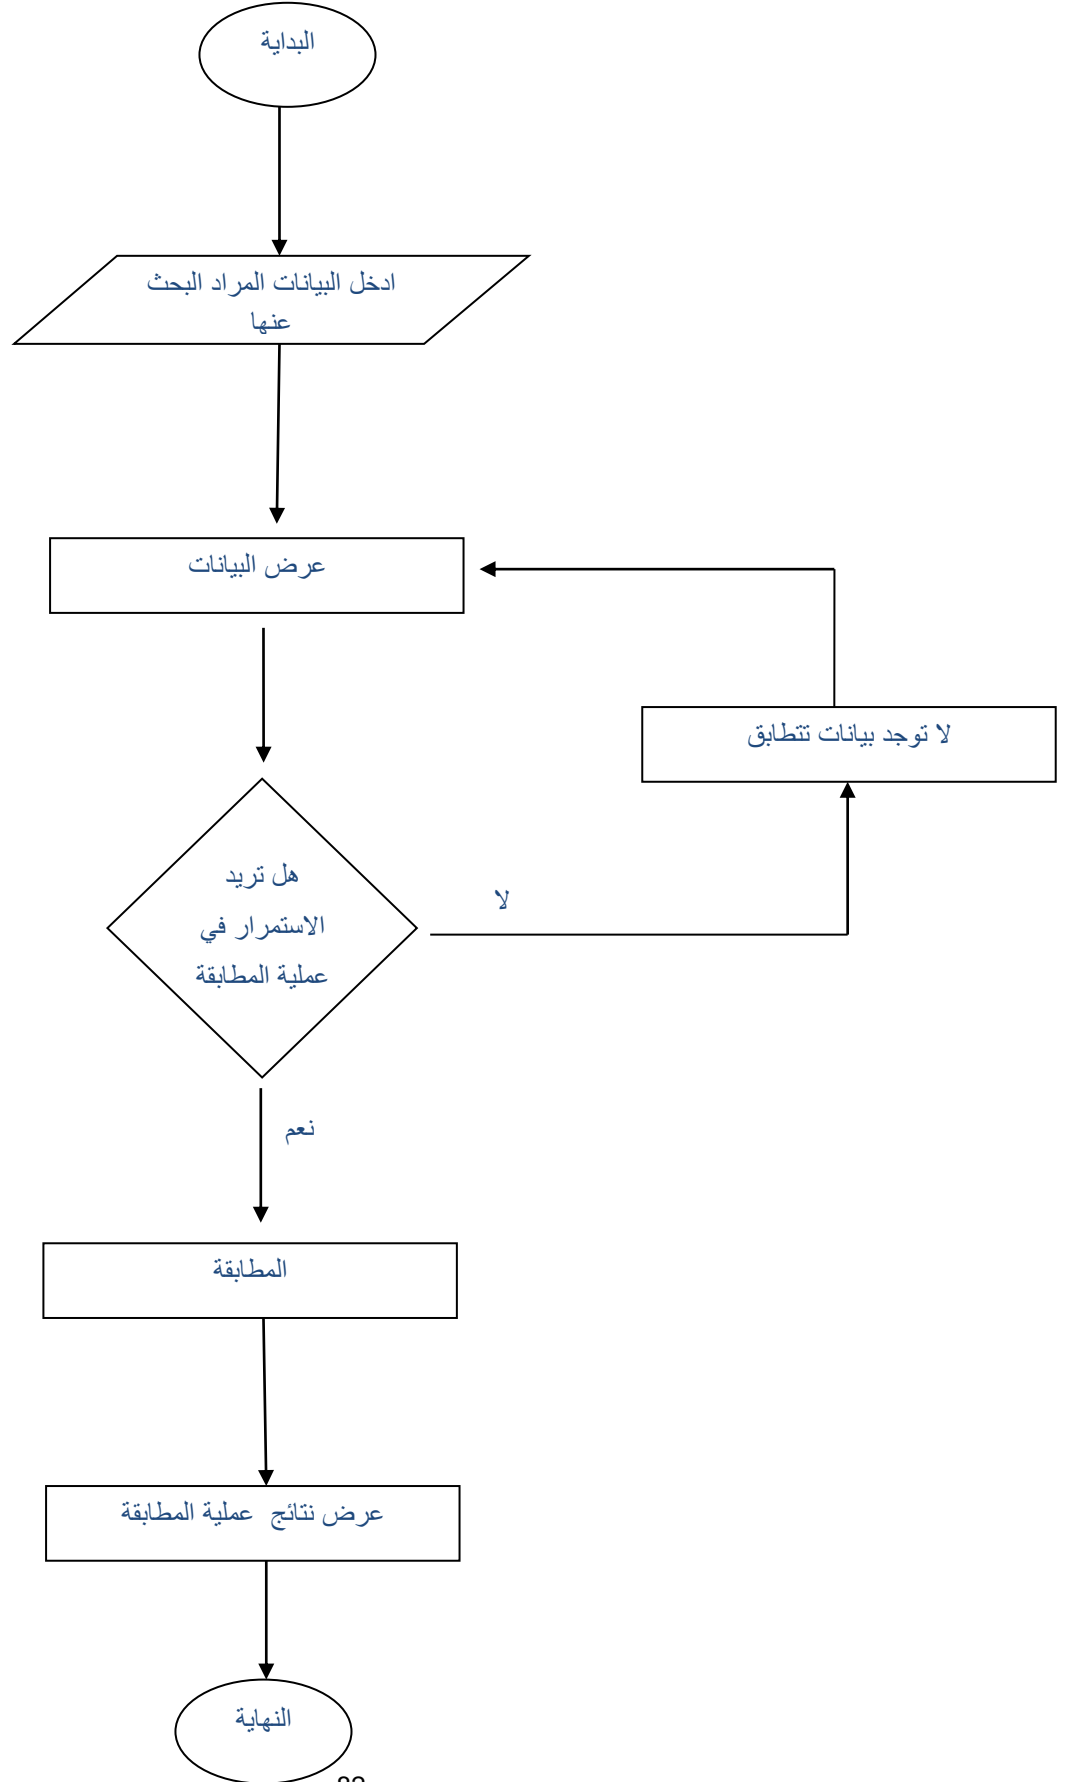 البداية
ادخل البيانات المراد البحث
عنها
عرض البيانات
لا توجد بيانات تتطابق
هل تريد
الاستمرار في
عملية المطابقة
لا
نعم
المطابقة
عرض نتائج عملية المطابقة
النهاية